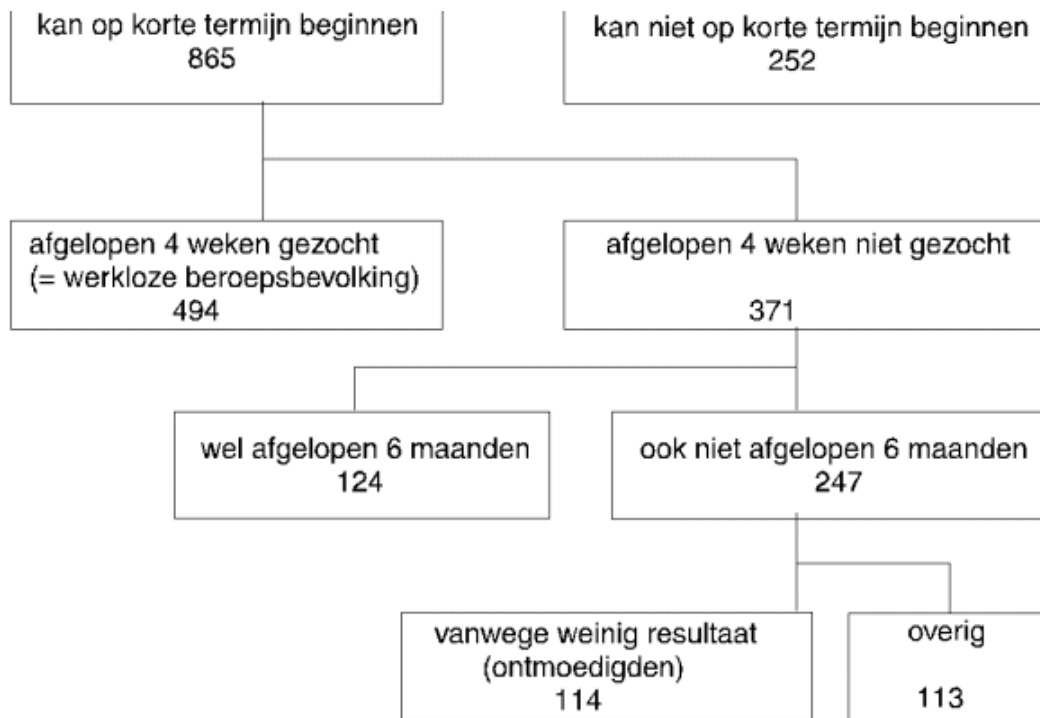 kan op korte termijn beginnen
865
kan niet op korte termijn beginnen
252
afgelopen 4 weken gezocht
(= werkloze beroepsbevolking)
494
afgelopen 4 weken niet gezocht
371
wel afgelopen 6 maanden
124
ook niet afgelopen 6 maanden
247
vanwege weinig resultaat
(ontmoedigden)
114
overig
113